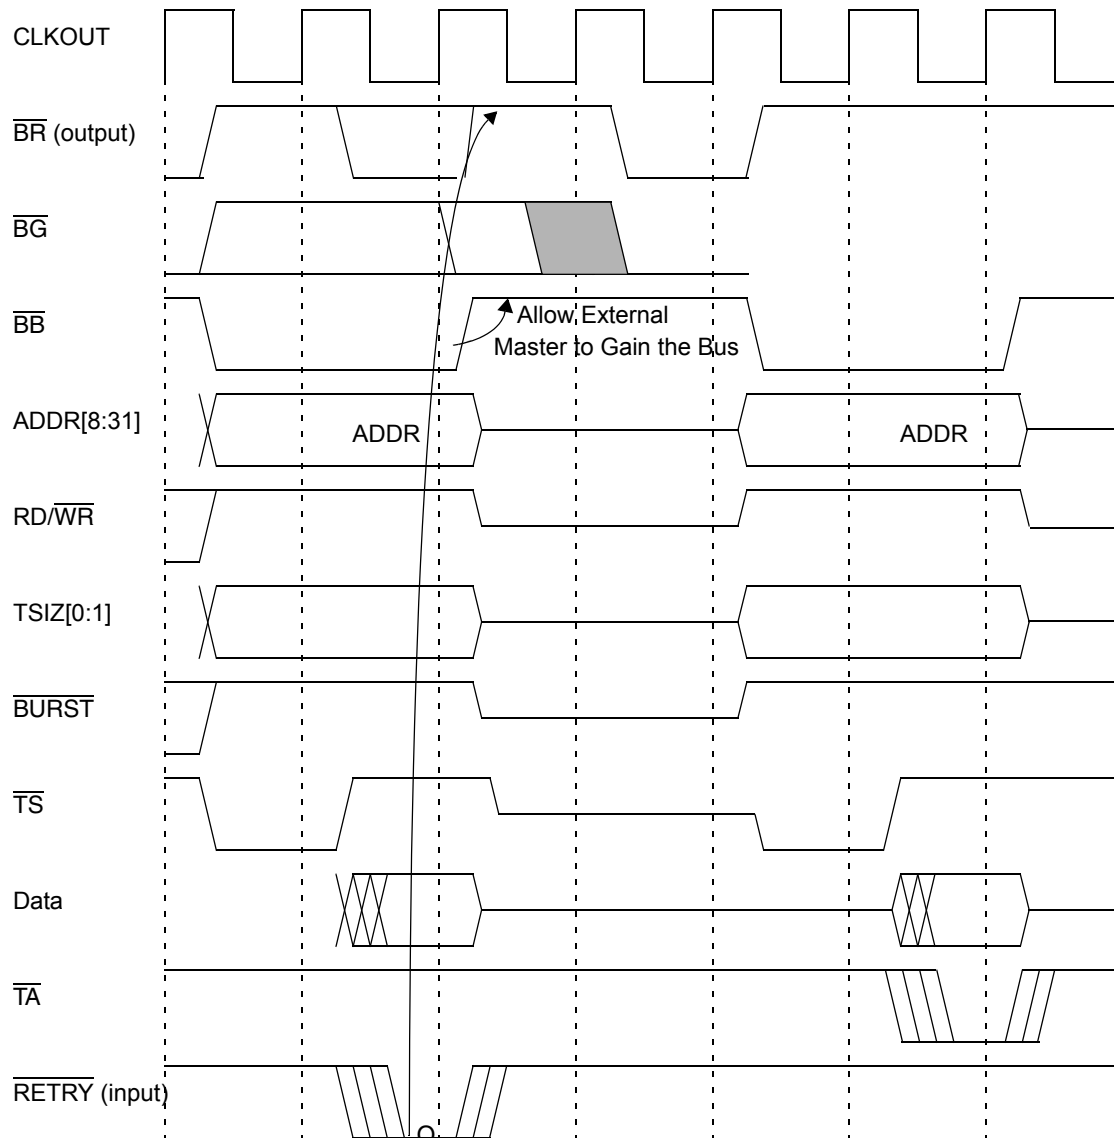 CLKOUT
BR (output)
BG
BB
Allow External
Master to Gain the Bus
ADDR[8:31]
ADDR
ADDR
RD/WR
TSIZ[0:1]
BURST
TS
Data
TA
RETRY (input)
O